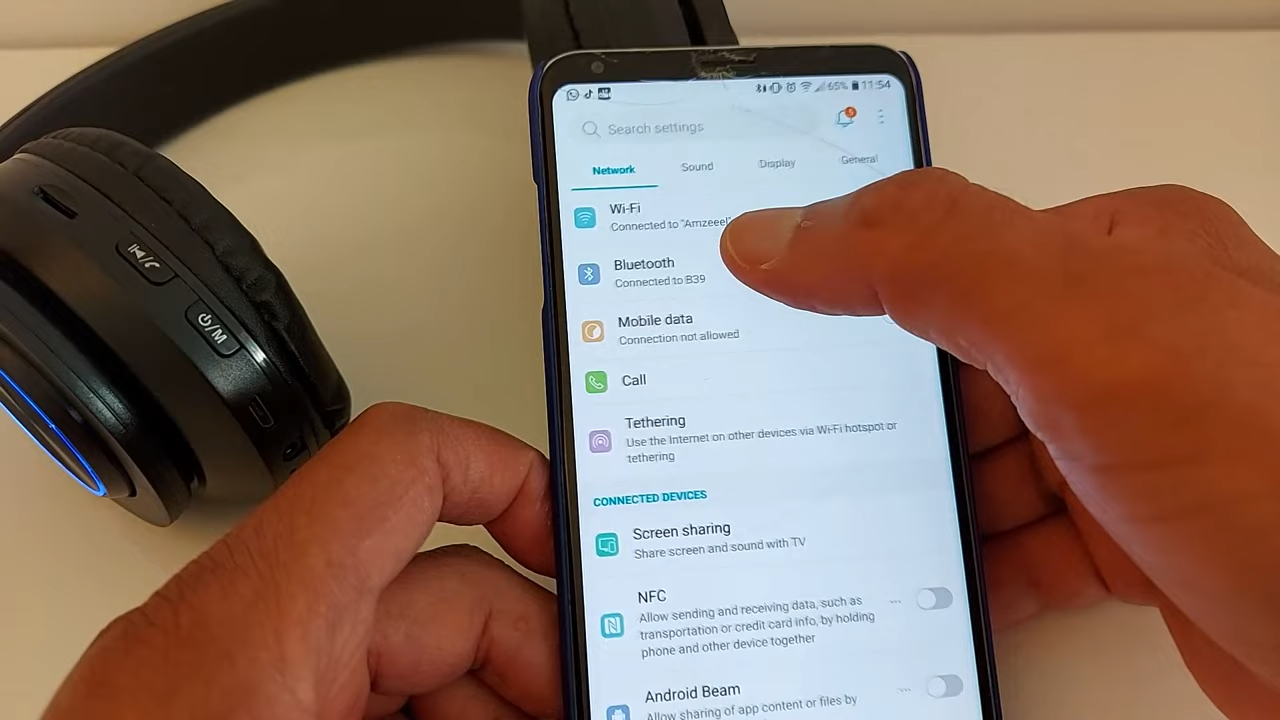 65% 11:54
Search settings
Network Sound Display General
Wi-Fi
Connected to "Amzeeel"
Bluetooth
Connected to B39
Mobile data
Connection not allowed
Call
Tethering
Use the Internet on other devices via Wi-Fi hotspot or
tethering
CONNECTED DEVICES
Screen sharing
Share screen and sound with TV
NFC
Allow sending and receiving data, such as
transportation or credit card info, by holding
phone and other device together
Android Beam
Allow sharing of app content or files by
/M